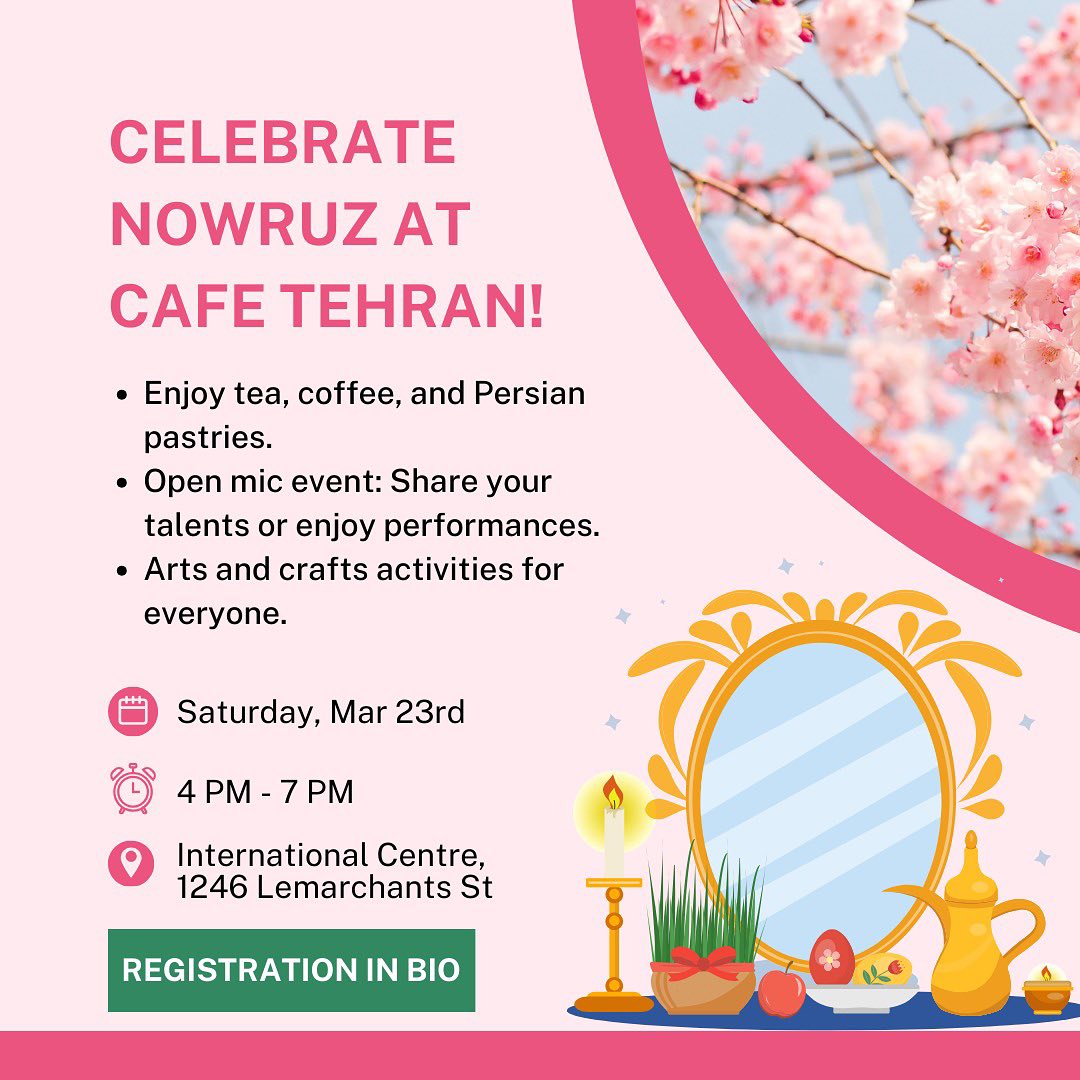 CELEBRATE
NOWRUZ AT
CAFE TEHRAN!
• Enjoy tea, coffee, and Persian
pastries.
• Open mic event: Share your
talents or enjoy performances.
• Arts and crafts activities for
everyone.
Saturday, Mar 23rd
4 PM - 7 PM
International Centre,
1246 Lemarchants St
REGISTRATION IN BIO